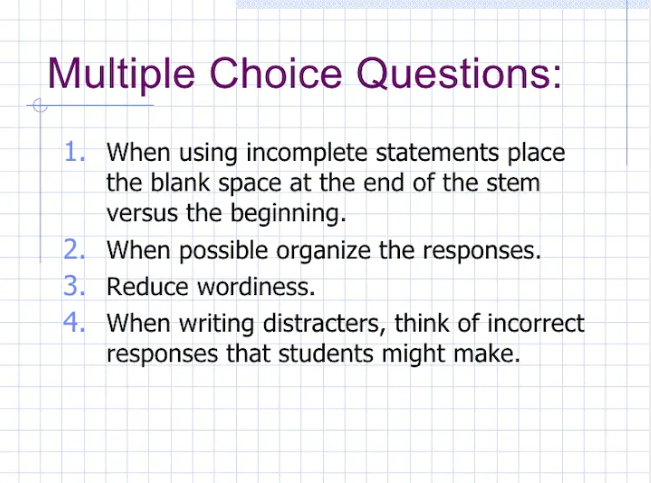 Multiple Choice Questions:
1. When using incomplete statements place
the blank space at the end of the stem
versus the beginning.
2. When possible organize the responses.
3. Reduce wordiness.
4. When writing distracters, think of incorrect
responses that students might make.